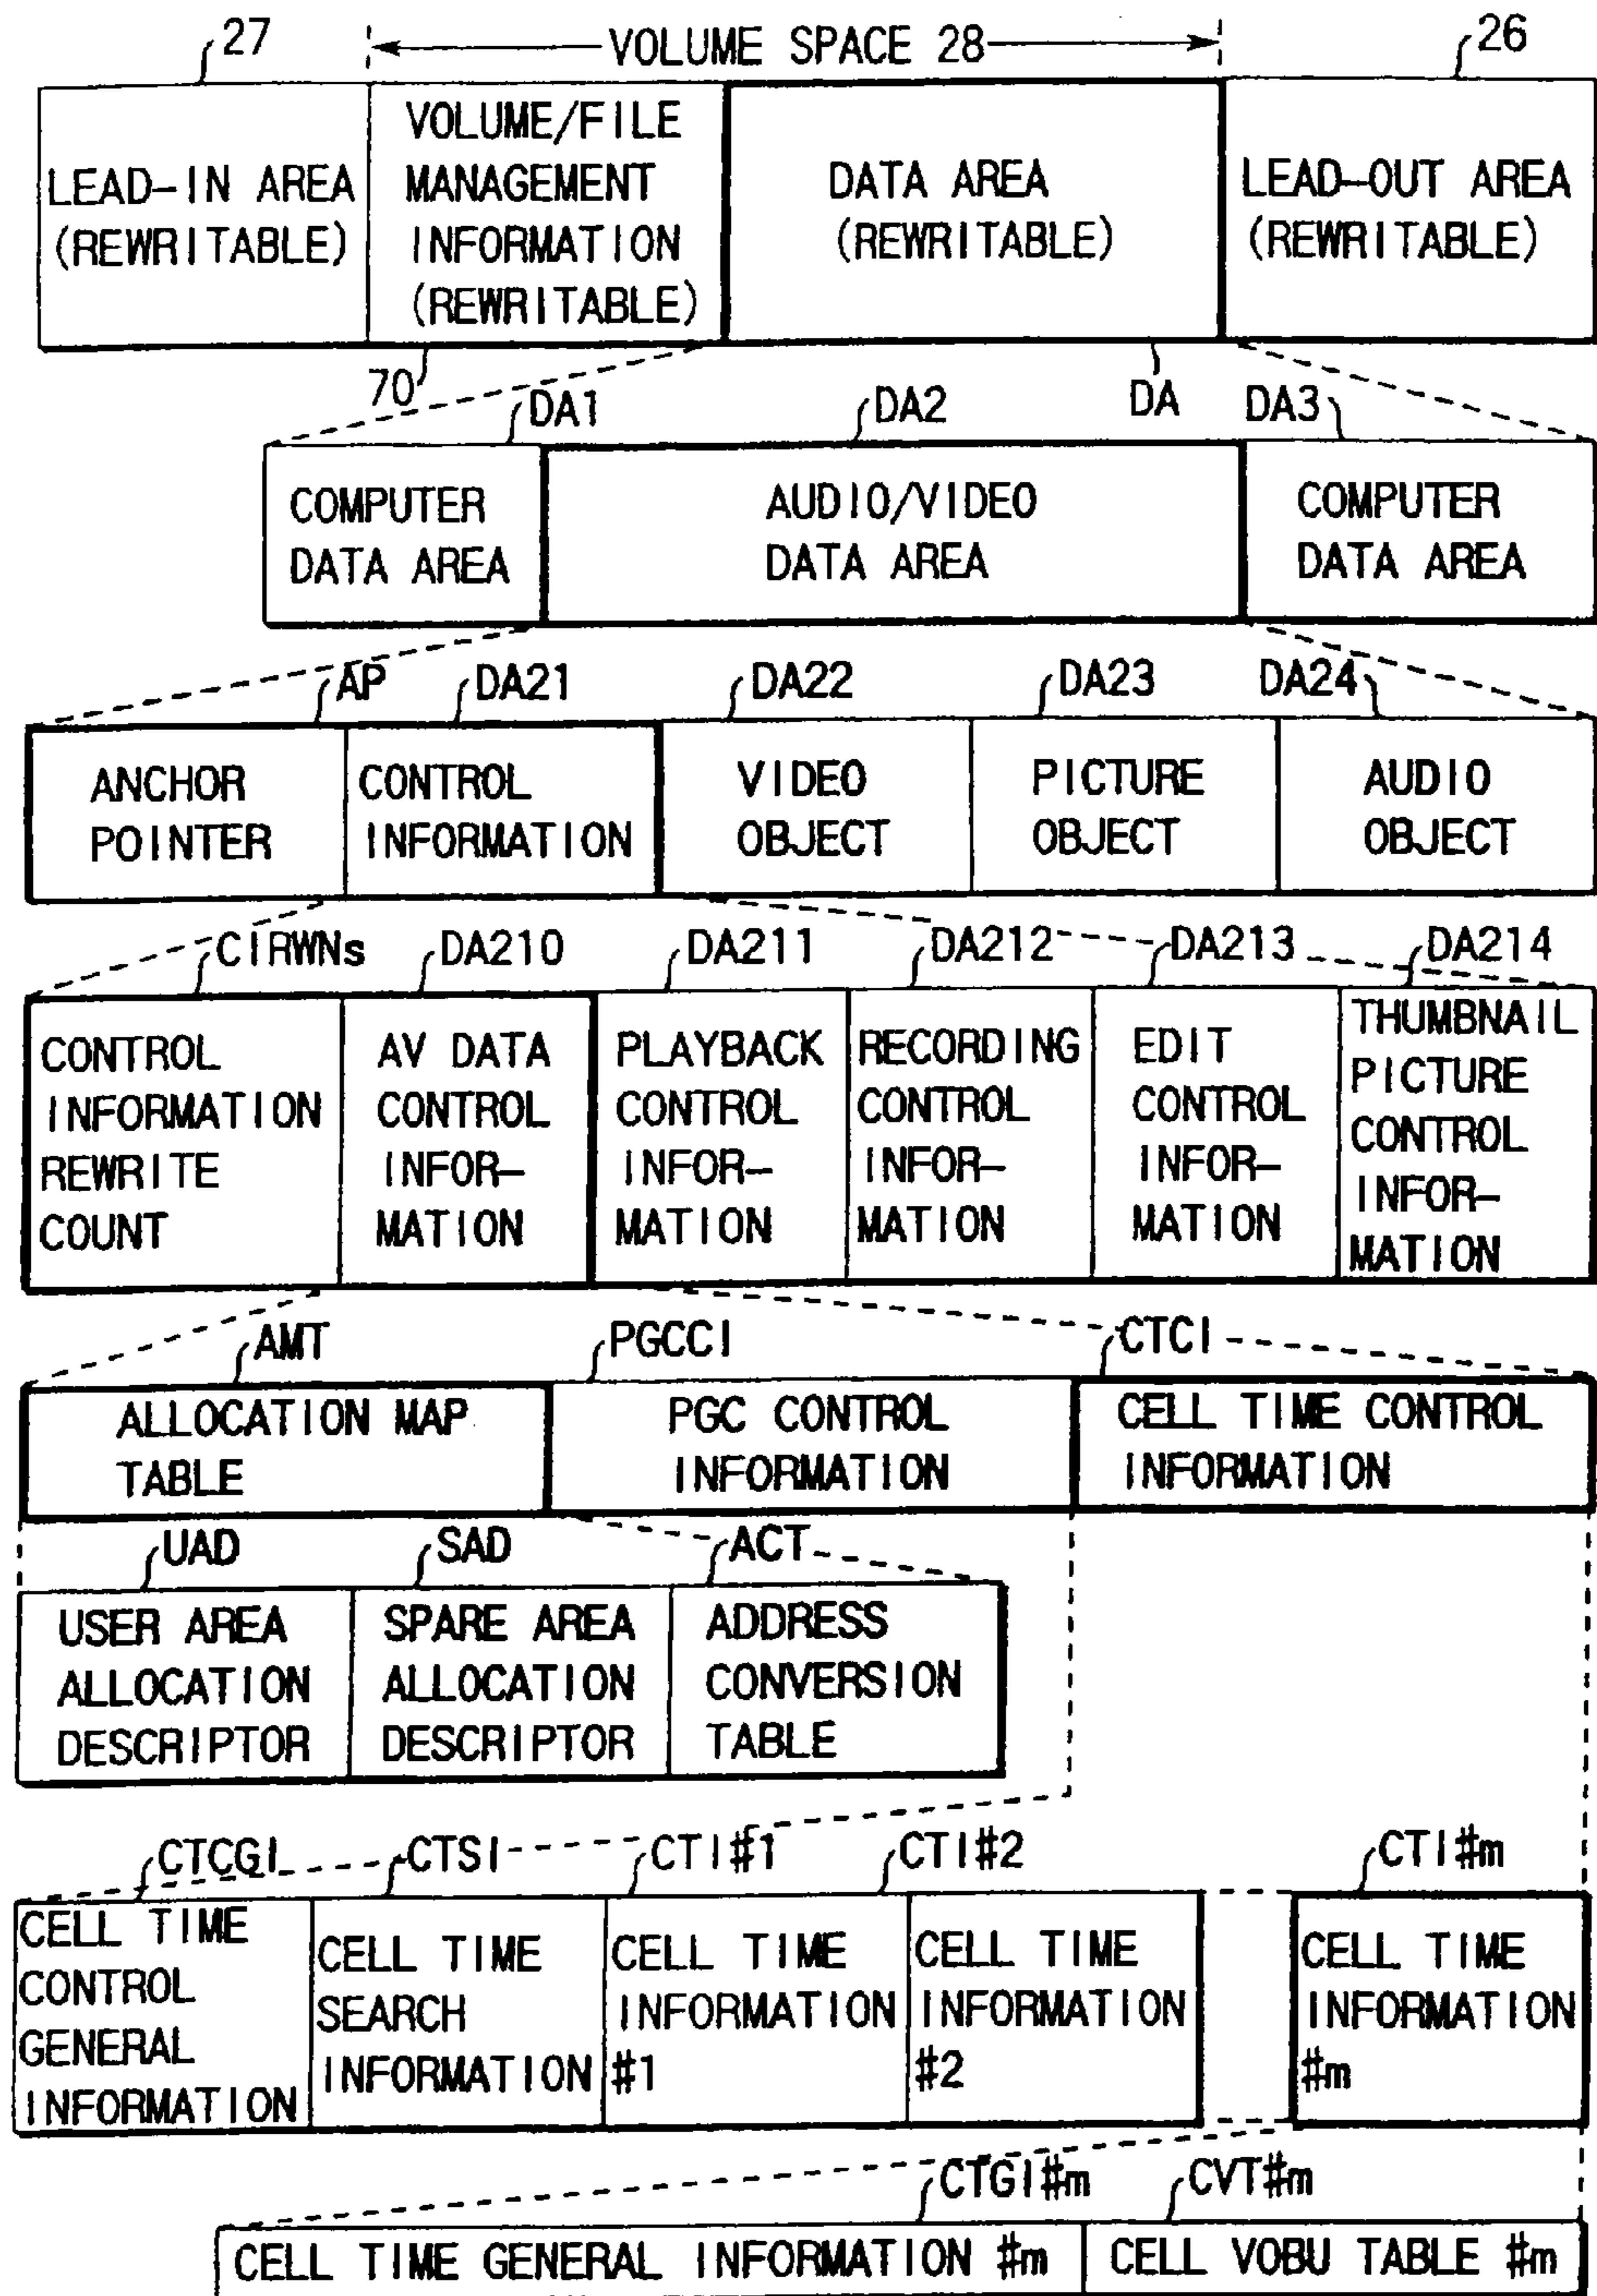 27
VOLUME SPACE 28
26
LEAD-IN AREA
(REWRITABLE)
VOLUME/FILE
MANAGEMENT
INFORMATION
(REWRITABLE)
DATA AREA
(REWRITABLE)
LEAD-OUT AREA
(REWRITABLE)
70
DA
DA1
DA2
DA3
COMPUTER
DATA AREA
AUDIO/VIDEO
DATA AREA
COMPUTER
DATA AREA
AP
DA21
DA22
DA23
DA24
ANCHOR
POINTER
CONTROL
INFORMATION
VIDEO
OBJECT
PICTURE
OBJECT
AUDIO
OBJECT
CIRWNs
DA210
DA211
DA212
DA213
DA214
CONTROL
INFORMATION
REWRITE
COUNT
AV DATA
CONTROL
INFOR-
MATION
PLAYBACK
CONTROL
INFOR-
MATION
RECORDING
CONTROL
INFOR-
MATION
EDIT
CONTROL
INFOR-
MATION
THUMBNAIL
PICTURE
CONTROL
INFOR-
MATION
AMT
PGCCI
CTCI
ALLOCATION MAP
TABLE
PGC CONTROL
INFORMATION
CELL TIME CONTROL
INFORMATION
UAD
SAD
ACT
USER AREA
ALLOCATION
DESCRIPTOR
SPARE AREA
ALLOCATION
DESCRIPTOR
ADDRESS
CONVERSION
TABLE
CTCGI
CTSI
CTI#1
CTI#2
CTI#m
CELL TIME
CONTROL
GENERAL
INFORMATION
CELL TIME
SEARCH
INFORMATION
CELL TIME
INFORMATION
#1
CELL TIME
INFORMATION
#2
CELL TIME
INFORMATION
#m
CTGI#m
CVT#m
CELL TIME GENERAL INFORMATION #m
CELL VOBU TABLE #m